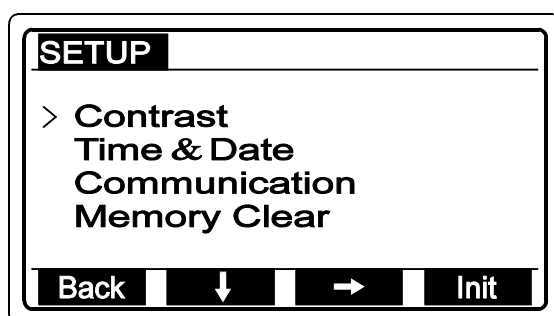 SETUP
> Contrast
Time & Date
Communication
Memory Clear
Back ↓ → Init